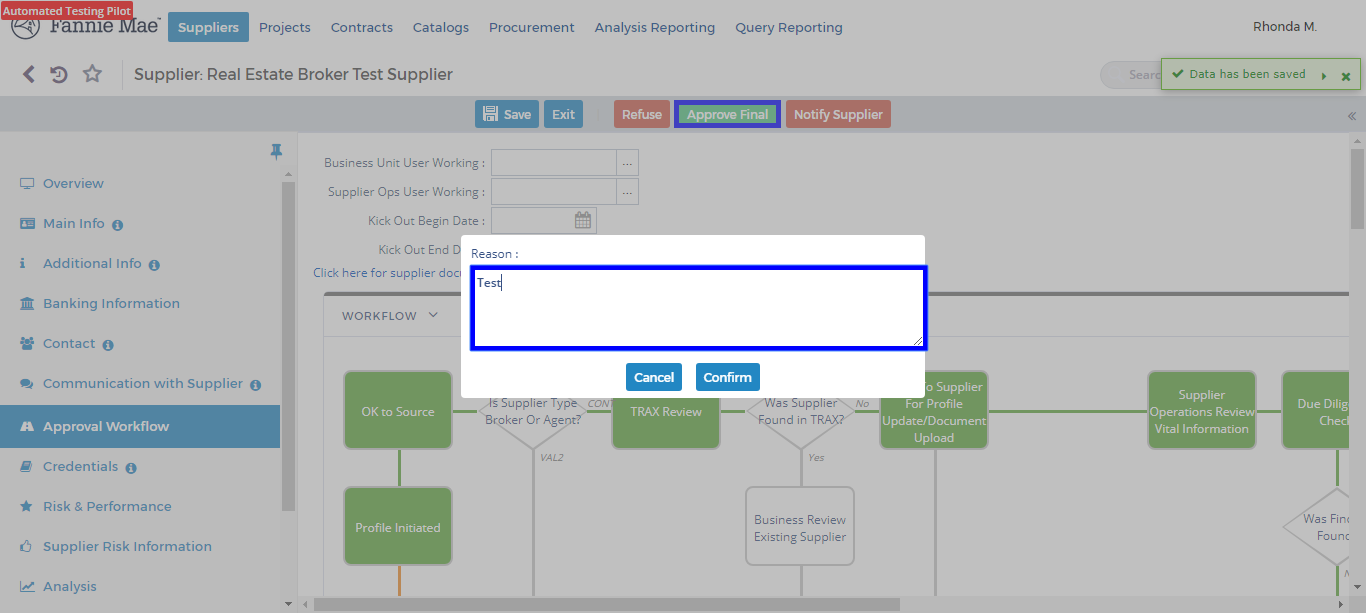 Automated Testing Pilot
Fannie Mae
Suppliers Projects Contracts Catalogs Procurement Analysis Reporting Query Reporting
Rhonda M.
Supplier: Real Estate Broker Test Supplier
Searc
Data has been saved
Save Exit Refuse Approve Final Notify Supplier
Overview
Main Info
Additional Info
Banking Information
Contact
Communication with Supplier
Approval Workflow
Credentials
Risk & Performance
Supplier Risk Information
Analysis
Business Unit User Working : ...
Supplier Ops User Working : ...
Kick Out Begin Date :
Kick Out End D
Click here for supplier docu
Reason :
Test
Cancel Confirm
WORKFLOW
OK to Source
Is Supplier Type
Broker Or Agent?
CONT
VAL2
TRAX Review
Was Supplier
Found in TRAX?
No
Yes
o Supplier
For Profile
Update/Document
Upload
Supplier
Operations Review
Vital Information
Due Dilig
Check
Profile Initiated
Business Review
Existing Supplier
Was Find
Found
N